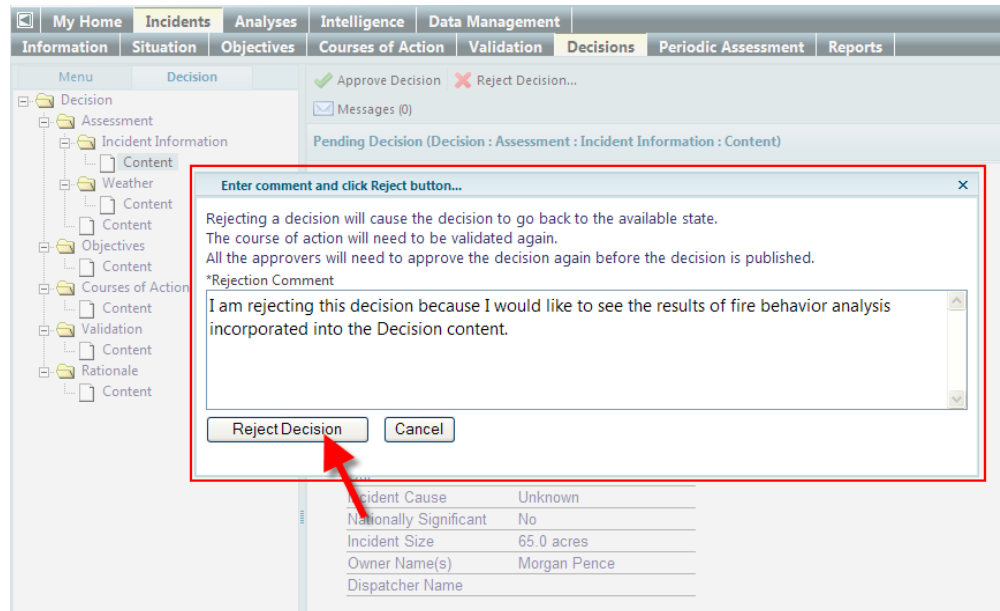 My Home Incidents Analyses Intelligence Data Management
Information Situation Objectives Courses of Action Validation Decisions Periodic Assessment Reports
Menu Decision
Approve Decision Reject Decision...
Messages (0)
Pending Decision (Decision : Assessment : Incident Information : Content)
Decision
Assessment
Incident Information
Content
Weather
Content
Content
Objectives
Content
Courses of Action
Content
Validation
Content
Rationale
Content
Enter comment and click Reject button...
Rejecting a decision will cause the decision to go back to the available state.
The course of action will need to be validated again.
All the approvers will need to approve the decision again before the decision is published.
*Rejection Comment
I am rejecting this decision because I would like to see the results of fire behavior analysis
incorporated into the Decision content.
Reject Decision Cancel
Incident Cause Unknown
Nationally Significant No
Incident Size 65.0 acres
Owner Name(s) Morgan Pence
Dispatcher Name